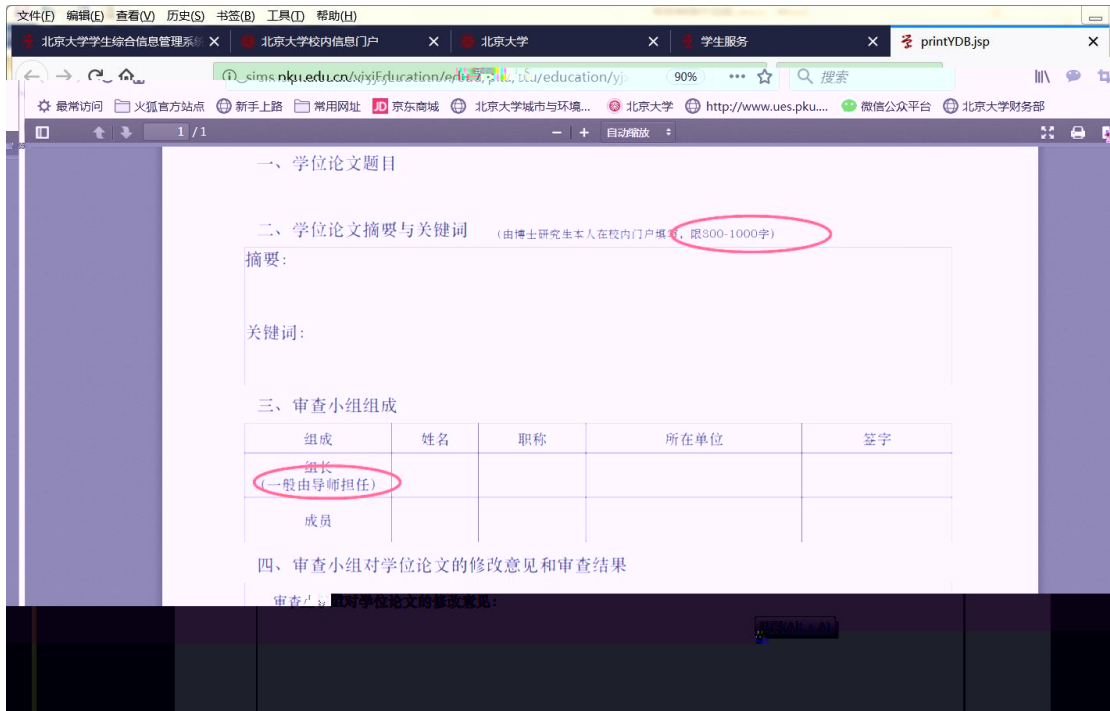 文件(F) 编辑(E) 查看(V) 历史(S) 书签(B) 工具(T) 帮助(H)
北京大学学生综合信息管理系统 北京大学校内信息门户 北京大学 学生服务 printYDB.jsp
sims.pku.edu.cn 90% 搜索
最常访问 火狐官方站点 新手上路 常用网址 JD 京东商城 北京大学城市与环境... 北京大学 http://www.ues.pku.... 微信公众平台 北京大学财务部
1 / 1 自动缩放
一、学位论文题目
二、学位论文摘要与关键词 (由博士研究生本人在校内门户填写, 限800-1000字)
摘要:
关键词:
三、审查小组组成
组成 姓名 职称 所在单位 签字
组长
(一般由导师担任)
成员
四、审查小组对学位论文的修改意见和审查结果
审查小组对学位论文的修改意见: